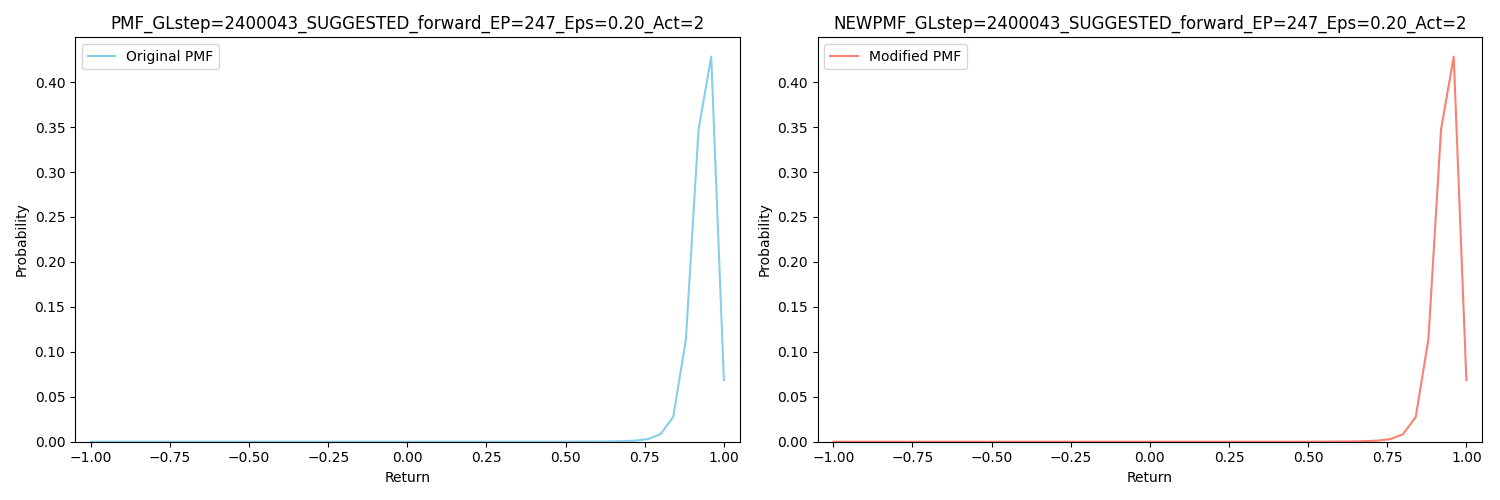 PMF_GLstep=2400043_SUGGESTED_forward_EP=247_Eps=0.20_Act=2
Original PMF
Probability
0.40
0.35
0.30
0.25
0.20
0.15
0.10
0.05
0.00
−1.00 −0.75 −0.50 −0.25 0.00 0.25 0.50 0.75 1.00
Return
NEWPMF_GLstep=2400043_SUGGESTED_forward_EP=247_Eps=0.20_Act=2
Modified PMF
Probability
0.40
0.35
0.30
0.25
0.20
0.15
0.10
0.05
0.00
−1.00 −0.75 −0.50 −0.25 0.00 0.25 0.50 0.75 1.00
Return